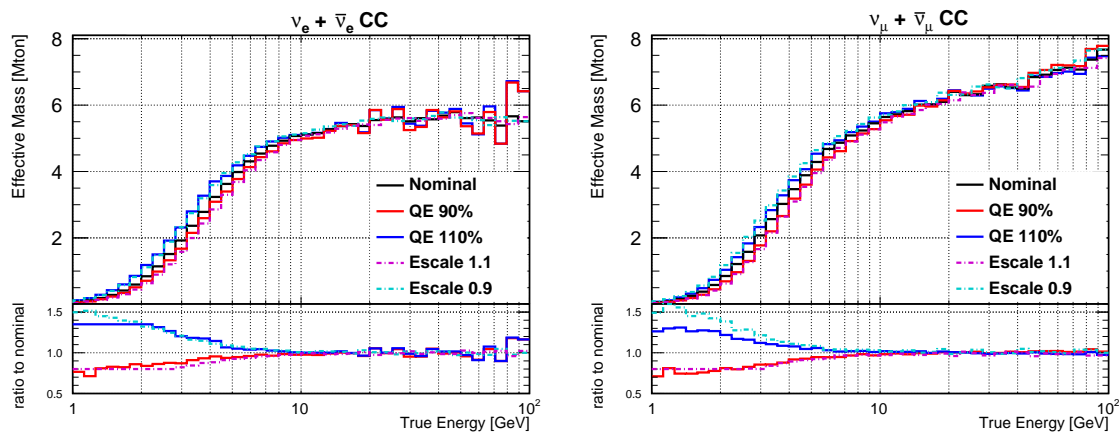 νe + ν̄e CC
Effective Mass [Mton]
8
6
4
2
Nominal
QE 90%
QE 110%
Escale 1.1
Escale 0.9
ratio to nominal
1.5
1.0
0.5
1
10
10²
True Energy [GeV]
νμ + ν̄μ CC
Effective Mass [Mton]
8
6
4
2
Nominal
QE 90%
QE 110%
Escale 1.1
Escale 0.9
ratio to nominal
1.5
1.0
0.5
1
10
10²
True Energy [GeV]